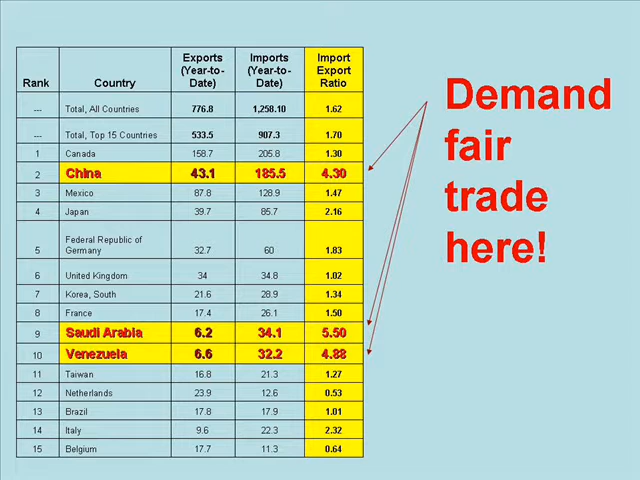 Rank Country Exports (Year-to-Date) Imports (Year-to-Date) Import Export Ratio
--- Total, All Countries 776.8 1,258.10 1.62
--- Total, Top 15 Countries 533.5 907.3 1.70
1 Canada 158.7 205.8 1.30
2 China 43.1 185.5 4.30
3 Mexico 87.8 128.9 1.47
4 Japan 39.7 85.7 2.16
5 Federal Republic of Germany 32.7 60 1.83
6 United Kingdom 34 34.8 1.02
7 Korea, South 21.6 28.9 1.34
8 France 17.4 26.1 1.50
9 Saudi Arabia 6.2 34.1 5.50
10 Venezuela 6.6 32.2 4.88
11 Taiwan 16.8 21.3 1.27
12 Netherlands 23.9 12.6 0.53
13 Brazil 17.8 17.9 1.01
14 Italy 9.6 22.3 2.32
15 Belgium 17.7 11.3 0.64
Demand
fair
trade
here!